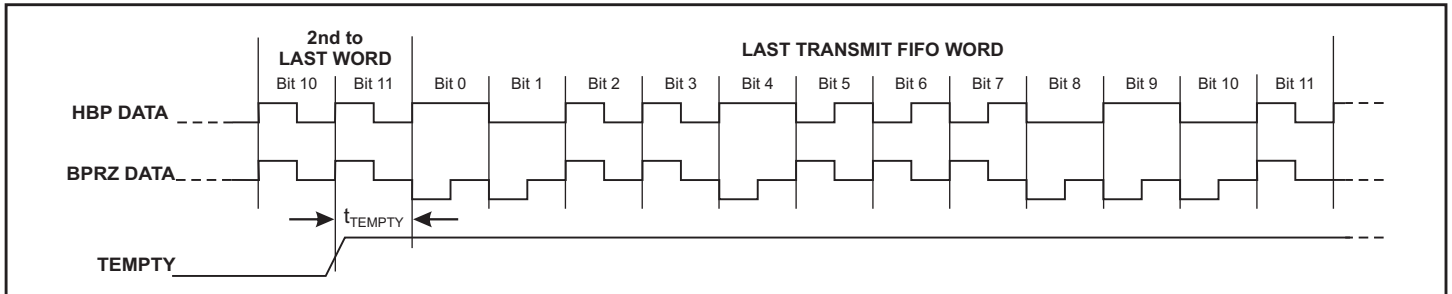 2nd to
LAST WORD
LAST TRANSMIT FIFO WORD
Bit 10 Bit 11 Bit 0 Bit 1 Bit 2 Bit 3 Bit 4 Bit 5 Bit 6 Bit 7 Bit 8 Bit 9 Bit 10 Bit 11
HBP DATA
BPRZ DATA
tTEMPTY
TEMPTY